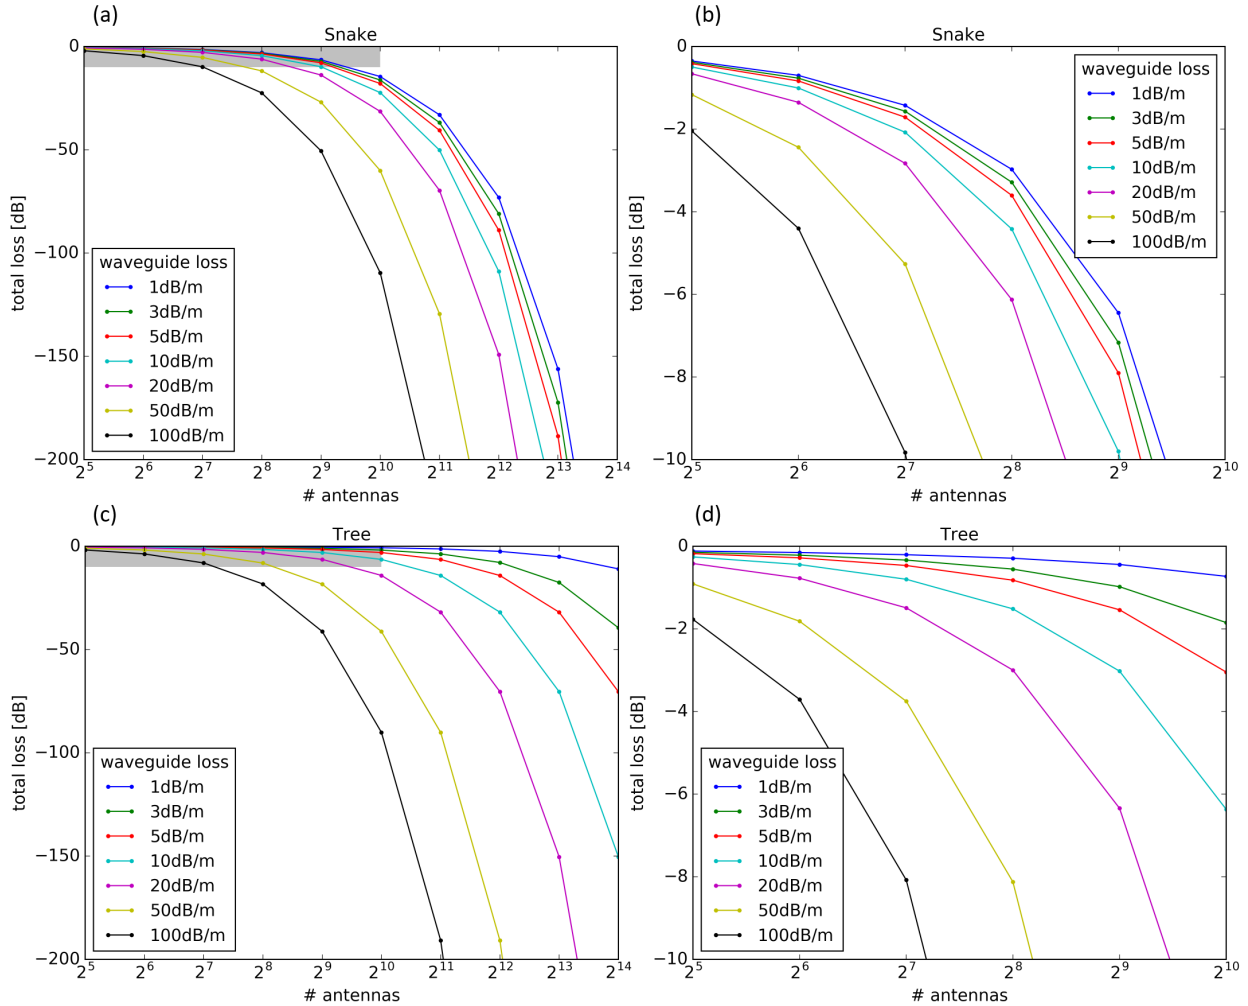 (a)
Snake
0
−50
−100
−150
−200
total loss [dB]
waveguide loss
1dB/m
3dB/m
5dB/m
10dB/m
20dB/m
50dB/m
100dB/m
2^5 2^6 2^7 2^8 2^9 2^10 2^11 2^12 2^13 2^14
# antennas
(b)
Snake
0
−2
−4
−6
−8
−10
total loss [dB]
waveguide loss
1dB/m
3dB/m
5dB/m
10dB/m
20dB/m
50dB/m
100dB/m
2^5 2^6 2^7 2^8 2^9 2^10
# antennas
(c)
Tree
0
−50
−100
−150
−200
total loss [dB]
waveguide loss
1dB/m
3dB/m
5dB/m
10dB/m
20dB/m
50dB/m
100dB/m
2^5 2^6 2^7 2^8 2^9 2^10 2^11 2^12 2^13 2^14
# antennas
(d)
Tree
0
−2
−4
−6
−8
−10
total loss [dB]
waveguide loss
1dB/m
3dB/m
5dB/m
10dB/m
20dB/m
50dB/m
100dB/m
2^5 2^6 2^7 2^8 2^9 2^10
# antennas